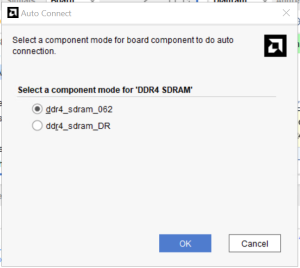 Auto Connect
Select a component mode for board component to do auto
connection.
Select a component mode for 'DDR4 SDRAM'
ddr4_sdram_062
ddr4_sdram_DR
OK
Cancel